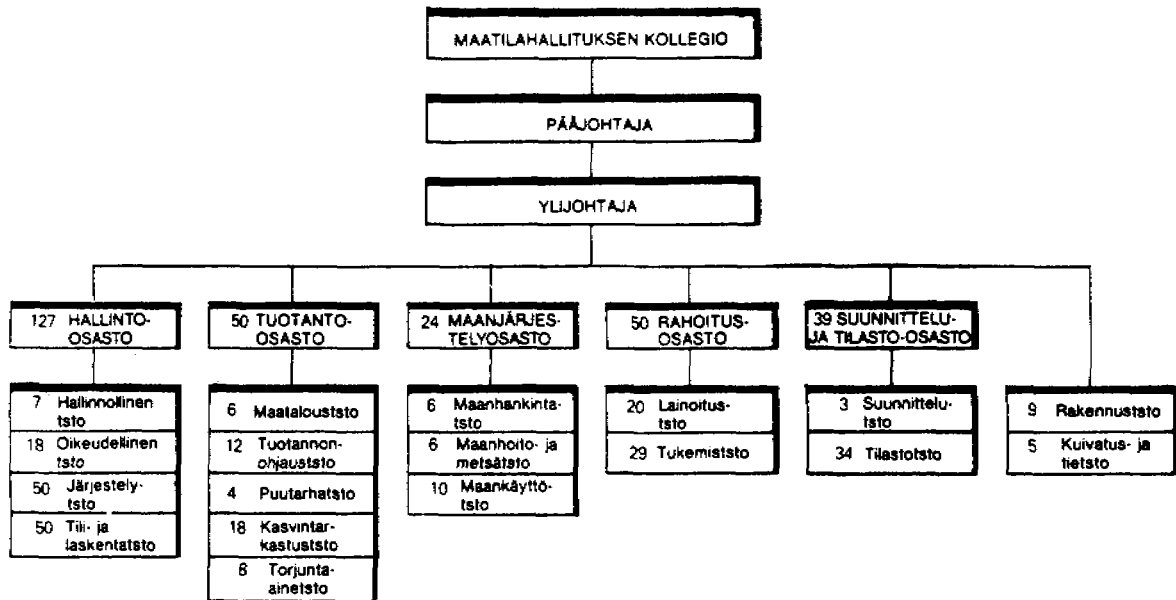 MAATILAHALLITUKSEN KOLLEGIO
PÄÄJOHTAJA
YLIJOHTAJA
127 HALLINTO-
OSASTO
50 TUOTANTO-
OSASTO
24 MAANJÄRJES-
TELYOSASTO
50 RAHOITUS-
OSASTO
39 SUUNNITTELU-
JA TILASTO-OSASTO
7 Hallinnollinen
tsto
18 Oikeudellinen
tsto
50 Järjestely-
tsto
50 Tili- ja
laskentatsto
6 Maatalouststo
12 Tuotannon-
ohjauststo
4 Puutarhatsto
18 Kasvintar-
kastuststo
6 Torjunta-
ainetsto
6 Maanhankinta-
tsto
6 Maanhoito- ja
metsätsto
10 Maankäyttö-
tsto
20 Lainoitus-
tsto
29 Tukemiststo
3 Suunnittelu-
tsto
34 Tilastotsto
9 Rakennuststo
5 Kuivatus- ja
tietsto